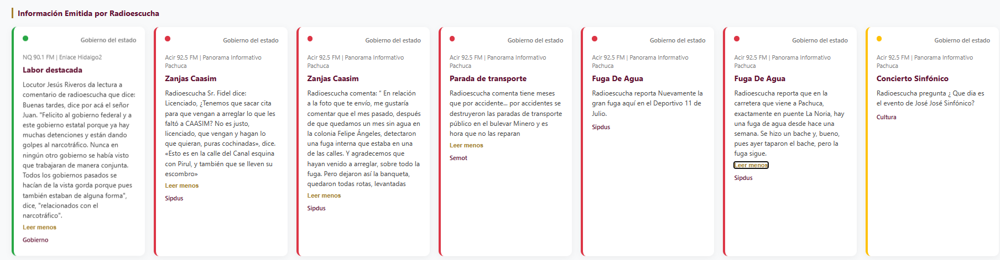 Información Emitida por Radioescucha
Gobierno del estado
NQ 90.1 FM | Enlace Hidalgo2
Labor destacada
Locutor Jesús Riveros da lectura a
comentario de radioescucha que dice:
Buenas tardes, dice por acá el señor
Juan. "Felicito al gobierno federal y a
este gobierno estatal porque ya hay
muchas detenciones y están dando
golpes al narcotráfico. Nunca en
ningún otro gobierno se había visto
que trabajaran de manera conjunta.
Todos los gobiernos pasados se
hacían de la vista gorda porque pues
también estaban de alguna forma",
dice, "relacionados con el
narcotráfico".
Leer menos
Gobierno
Gobierno del estado
Acir 92.5 FM | Panorama Informativo
Pachuca
Zanjas Caasim
Radioescucha Sr. Fidel dice:
Licenciado, ¿Tenemos que sacar cita
para que vengan a arreglar lo que les
faltó a CAASIM? No es justo,
licenciado, que vengan y hagan lo
que quieran, puras cochinadas», dice.
«Esto es en la calle del Canal esquina
con Pirul, y también que se lleven su
escombro»
Leer menos
Sipdus
Gobierno del estado
Acir 92.5 FM | Panorama Informativo
Pachuca
Zanjas Caasim
Radioescucha comenta: “ En relación
a la foto que te envío, me gustaría
comentar que el mes pasado, después
de que quedamos un mes sin agua en
la colonia Felipe Ángeles, detectaron
una fuga interna que estaba en una
de las calles. Y agradecemos que
hayan venido a arreglar, sobre todo la
fuga. Pero dejaron así la banqueta,
quedaron todas rotas, levantadas
Leer menos
Sipdus
Gobierno del estado
Acir 92.5 FM | Panorama Informativo
Pachuca
Parada de transporte
Radioescucha comenta tiene meses
que por accidente... por accidentes se
destruyeron las paradas de transporte
público en el bulevar Minero y es
hora que no las reparan
Leer menos
Semot
Gobierno del estado
Acir 92.5 FM | Panorama Informativo
Pachuca
Fuga De Agua
Radioescucha reporta Nuevamente la
gran fuga aquí en el Deportivo 11 de
Julio.
Sipdus
Gobierno del estado
Acir 92.5 FM | Panorama Informativo
Pachuca
Fuga De Agua
Radioescucha reporta que en la
carretera que viene a Pachuca,
exactamente en puente La Noria, hay
una fuga de agua desde hace una
semana. Se hizo un bache y, bueno,
pues ayer taparon el bache, pero la
fuga sigue.
Leer menos
Sipdus
Gobierno del estado
Acir 92.5 FM | Panorama Informativo
Pachuca
Concierto Sinfónico
Radioescucha pregunta ¿ Que dia es
el evento de José José Sinfónico?
Cultura